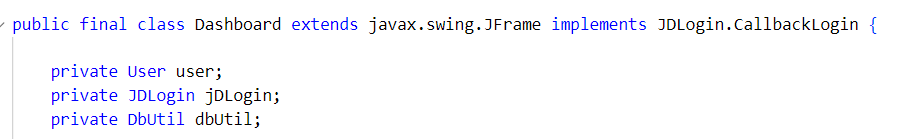 public final class Dashboard extends javax.swing.JFrame implements JDLogin.CallbackLogin {
private User user;
private JDLogin jDLogin;
private DbUtil dbUtil;